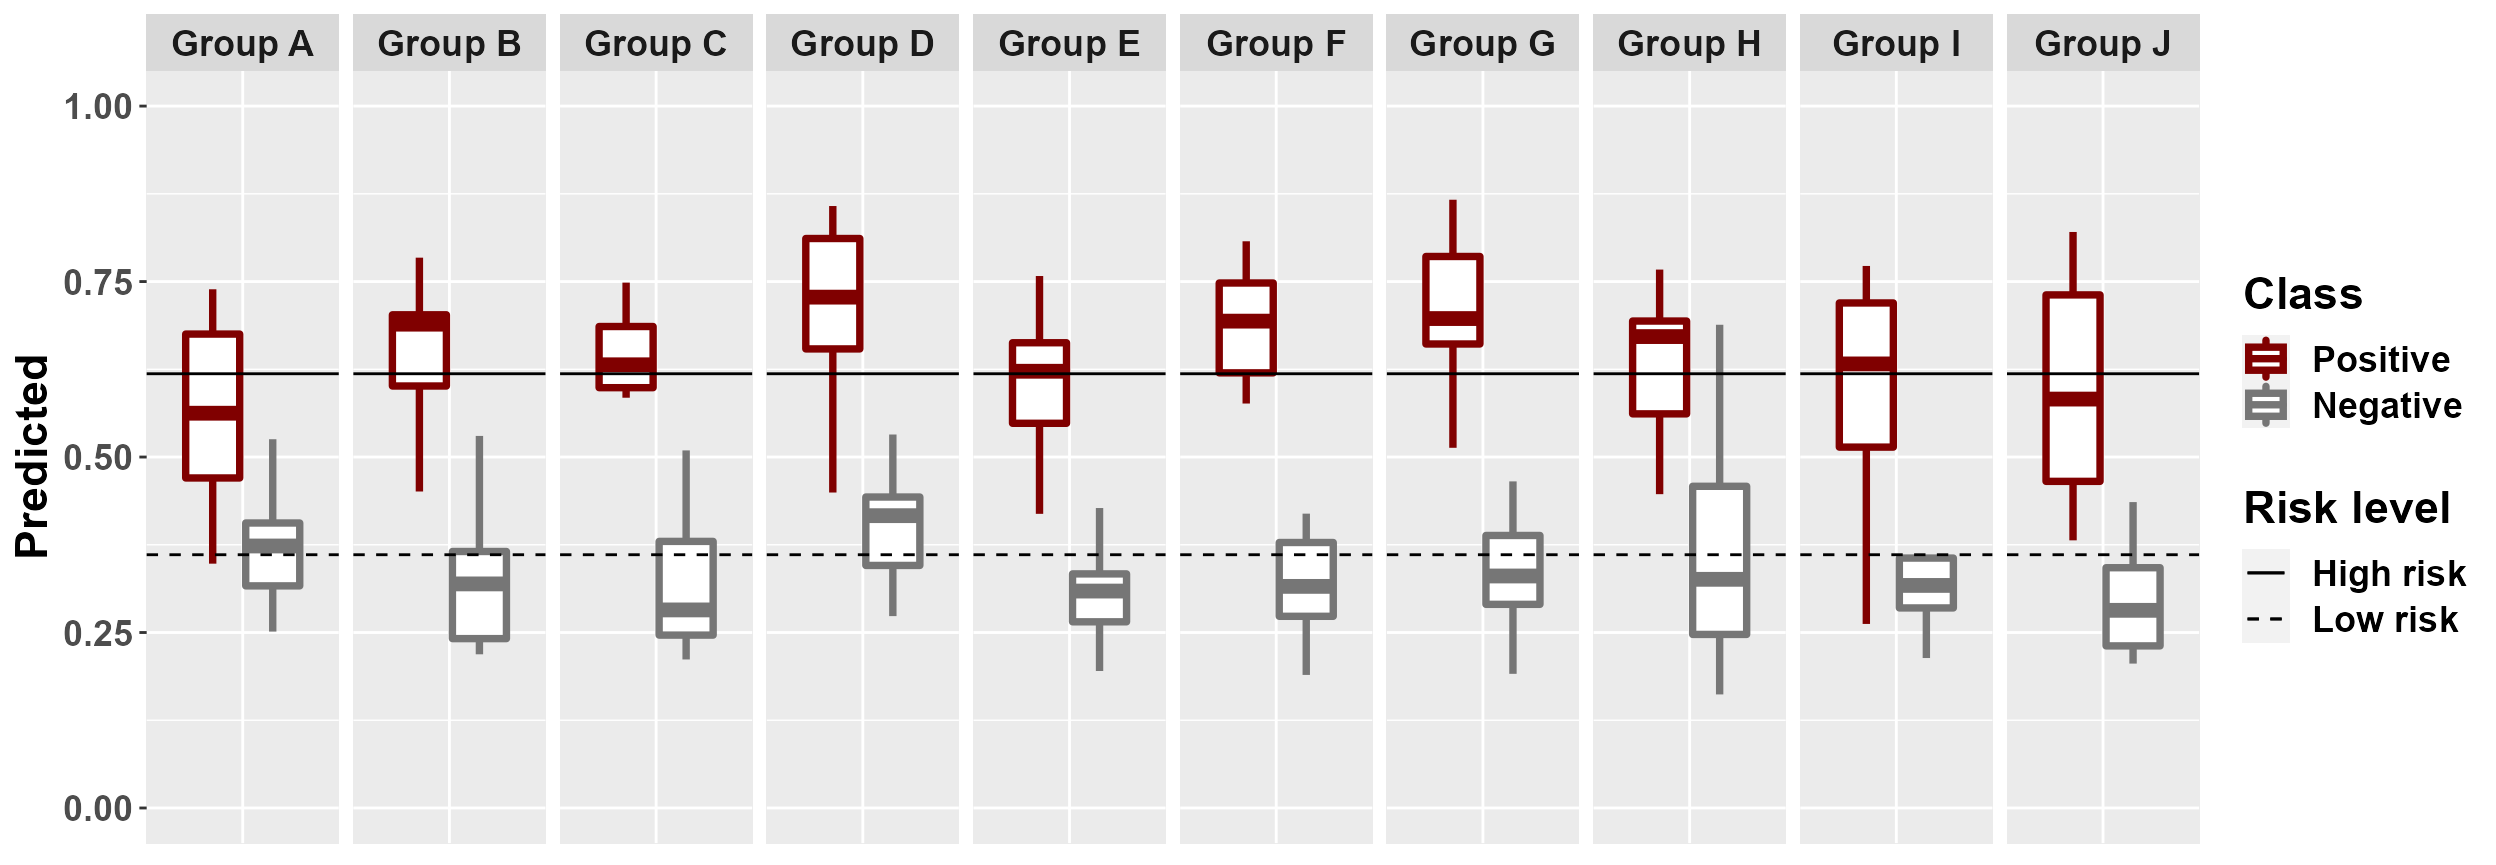 Group A Group B Group C Group D Group E Group F Group G Group H Group I Group J
1.00
0.75
0.50
0.25
0.00
Predicted
Class
Positive
Negative
Risk level
High risk
Low risk